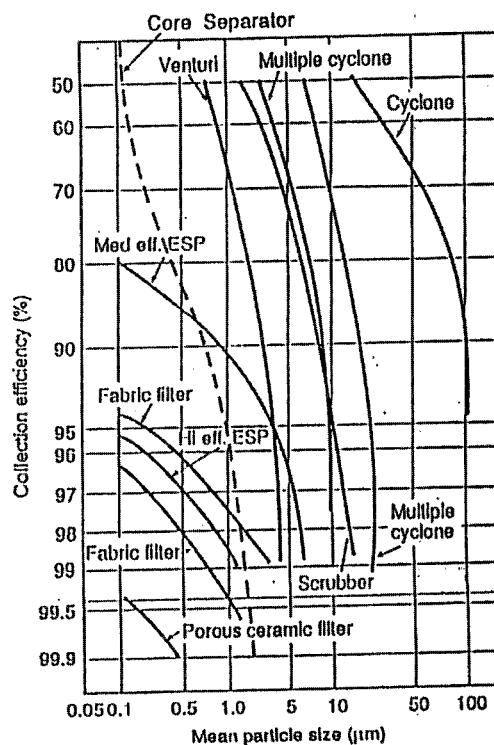 Core Separator
Venturi
Multiple cyclone
Cyclone
50
60
70
Med eff. ESP
80
90
Fabric filter
95
Hi eff. ESP
96
97
98
Fabric filter
Multiple
cyclone
99
Scrubber
99.5
Porous ceramic filter
99.9
Collection efficiency (%)
0.05 0.1 0.5 1.0 5 10 50 100
Mean particle size (μm)